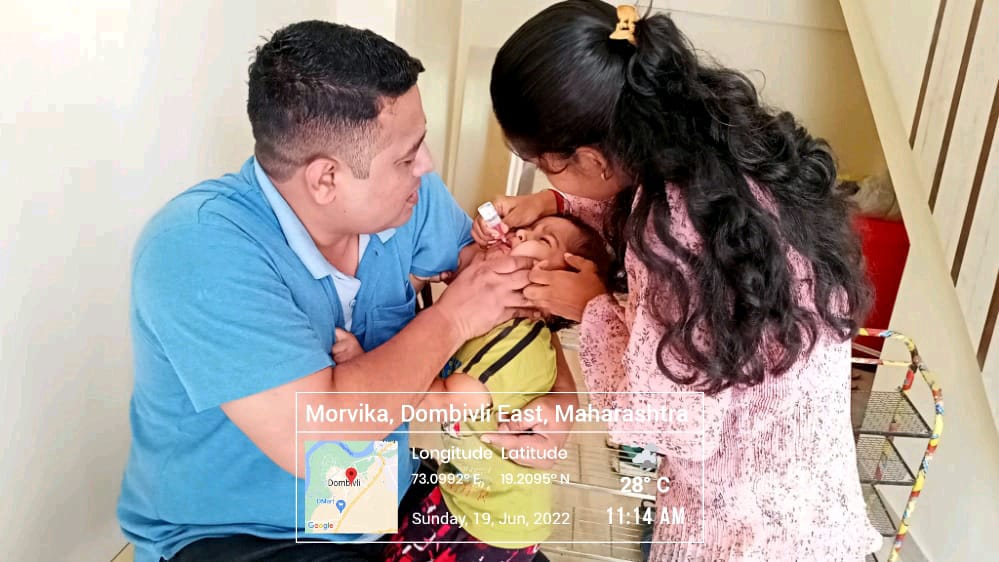 Morvika, Dombivli East, Maharashtra
Dombivli
DMart
Google
Longitude Latitude
73.0992° E, 19.2095° N
28° C
Sunday, 19, Jun, 2022
11:14 AM